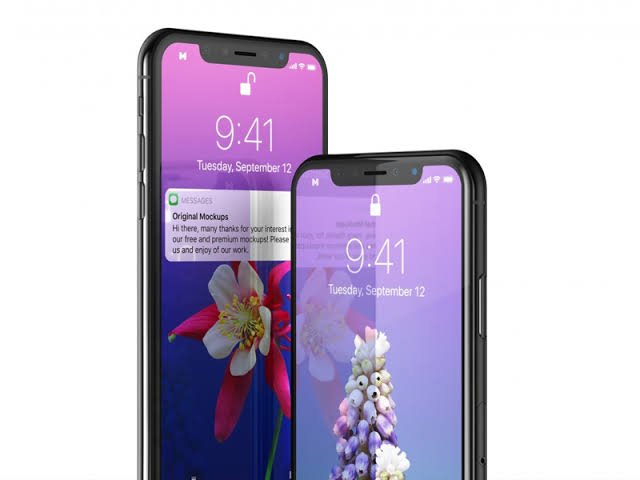 9:41
Tuesday, September 12
MESSAGES
Original Mockups
Hi there, many thanks for your interest in
our free and premium mockups! Please
us and enjoy of our work.
9:41
Tuesday, September 12